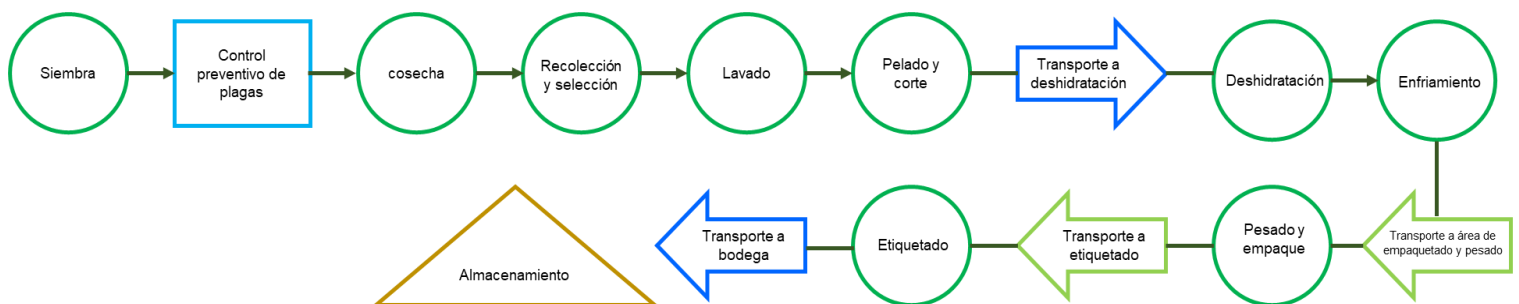 Siembra
Control
preventivo de
plagas
cosecha
Recolección
y selección
Lavado
Pelado y
corte
Transporte a
deshidratación
Deshidratación
Enfriamiento
Transporte a área de
empaquetado y pesado
Pesado y
empaque
Transporte a
etiquetado
Etiquetado
Transporte a
bodega
Almacenamiento